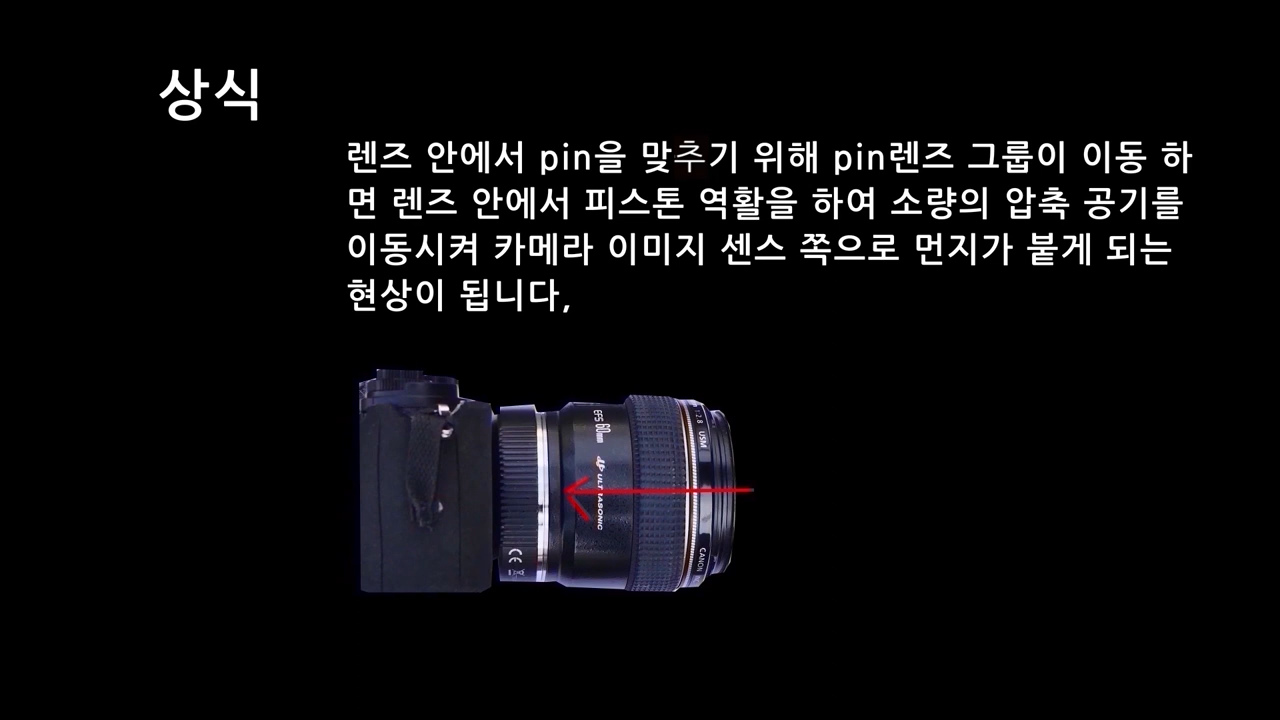 상식
렌즈 안에서 pin을 맞추기 위해 pin렌즈 그룹이 이동 하
면 렌즈 안에서 피스톤 역활을 하여 소량의 압축 공기를
이동시켜 카메라 이미지 센스 쪽으로 먼지가 붙게 되는
현상이 됩니다,
EFS 60mm
1:2.8 USM
ULTRASONIC
CE
CANON